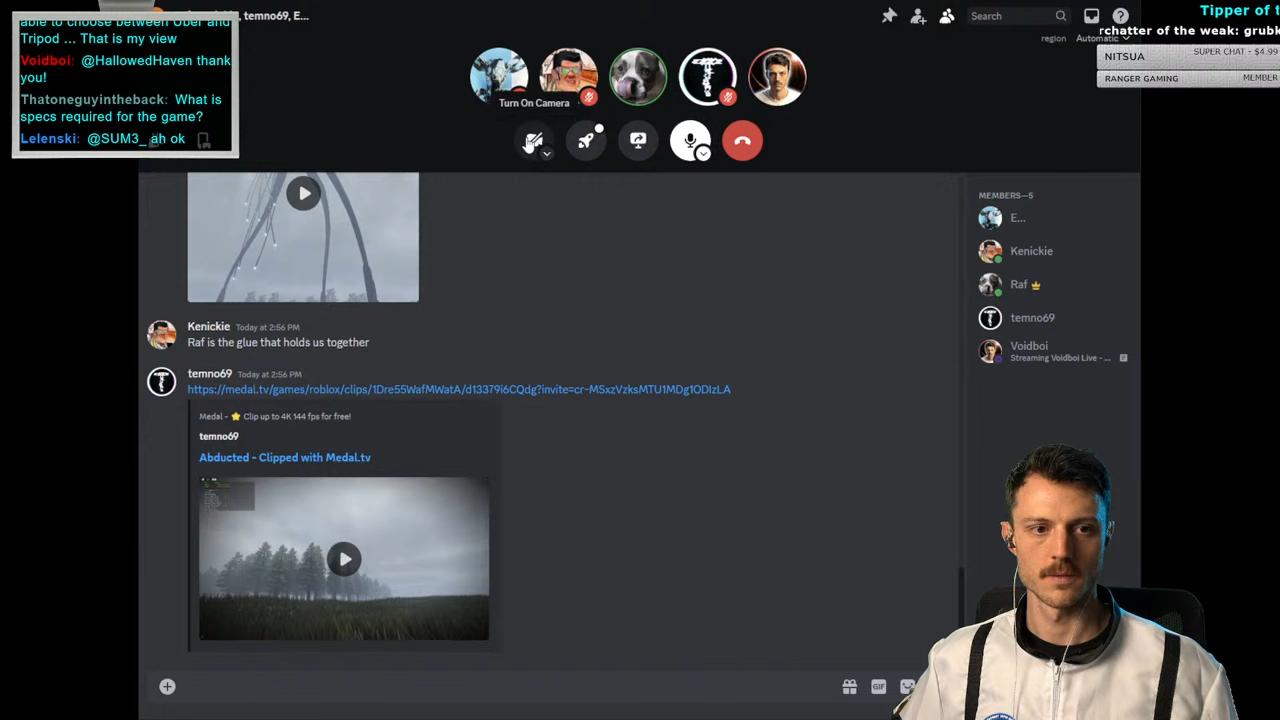 able to choose between Uber and
Tripod ... That is my view
Voidboi: @HallowedHaven thank
you!
Thatoneguyintheback: What is
specs required for the game?
Lelenski: @SUM3_ ah ok
, temno69, E...
Search
Tipper of t
chatter of the weak: grubk
region Automatic
NITSUA SUPER CHAT - $4.99
RANGER GAMING MEMBER
Turn On Camera
MEMBERS—5
E...
Kenickie
Raf
temno69
Voidboi
Streaming Voidboi Live - ...
Kenickie Today at 2:56 PM
Raf is the glue that holds us together
temno69 Today at 2:56 PM
https://medal.tv/games/roblox/clips/1Dre55WafMWatA/d13379i6CQdg?invite=cr-MSxzVzksMTU1MDg1ODIzLA
Medal - ⭐ Clip up to 4K 144 fps for free!
temno69
Abducted - Clipped with Medal.tv
GIF